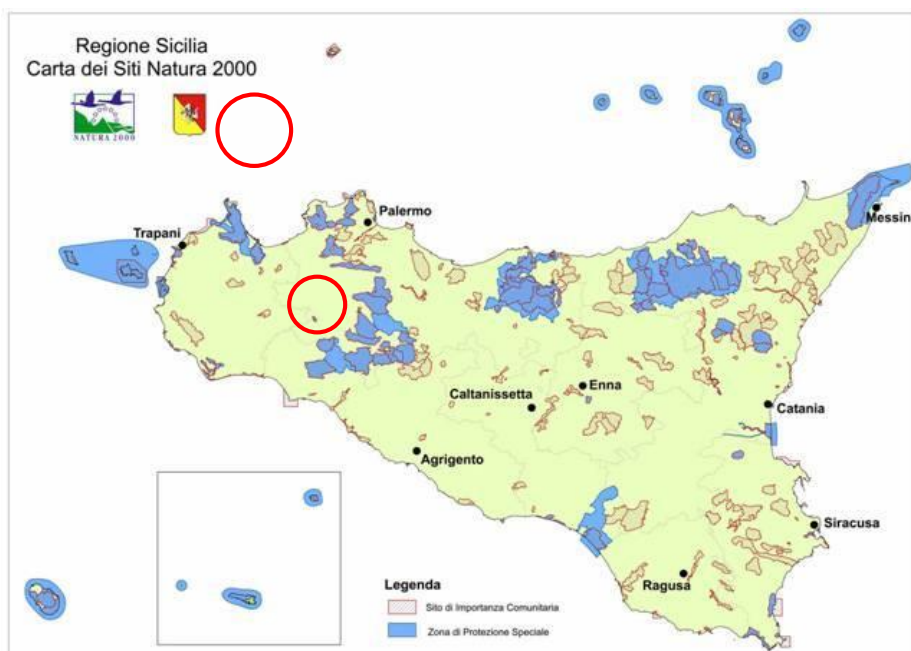 Regione Sicilia
Carta dei Siti Natura 2000
NATURA 2000
Palermo
Messin
Trapani
Enna
Caltanissetta
Catania
Agrigento
Siracusa
Ragusa
Legenda
Sito di Importanza Comunitaria
Zona di Protezione Speciale